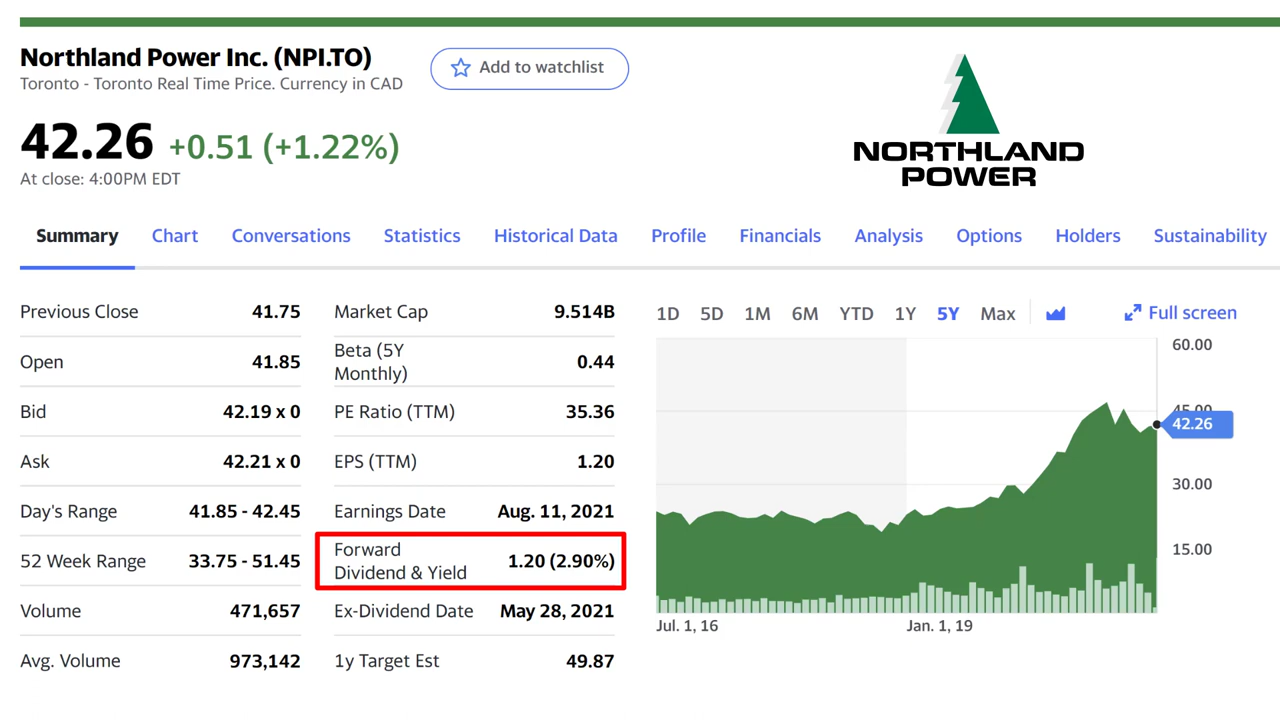 Northland Power Inc. (NPI.TO)
Toronto - Toronto Real Time Price. Currency in CAD
Add to watchlist
42.26 +0.51 (+1.22%)
At close: 4:00PM EDT
NORTHLAND
POWER
Summary Chart Conversations Statistics Historical Data Profile Financials Analysis Options Holders Sustainability
Previous Close 41.75
Open 41.85
Bid 42.19 x 0
Ask 42.21 x 0
Day's Range 41.85 - 42.45
52 Week Range 33.75 - 51.45
Volume 471,657
Avg. Volume 973,142
Market Cap 9.514B
Beta (5Y
Monthly) 0.44
PE Ratio (TTM) 35.36
EPS (TTM) 1.20
Earnings Date Aug. 11, 2021
Forward
Dividend & Yield 1.20 (2.90%)
Ex-Dividend Date May 28, 2021
1y Target Est 49.87
1D 5D 1M 6M YTD 1Y 5Y Max Full screen
60.00
45.00
42.26
30.00
15.00
Jul. 1, 16 Jan. 1, 19